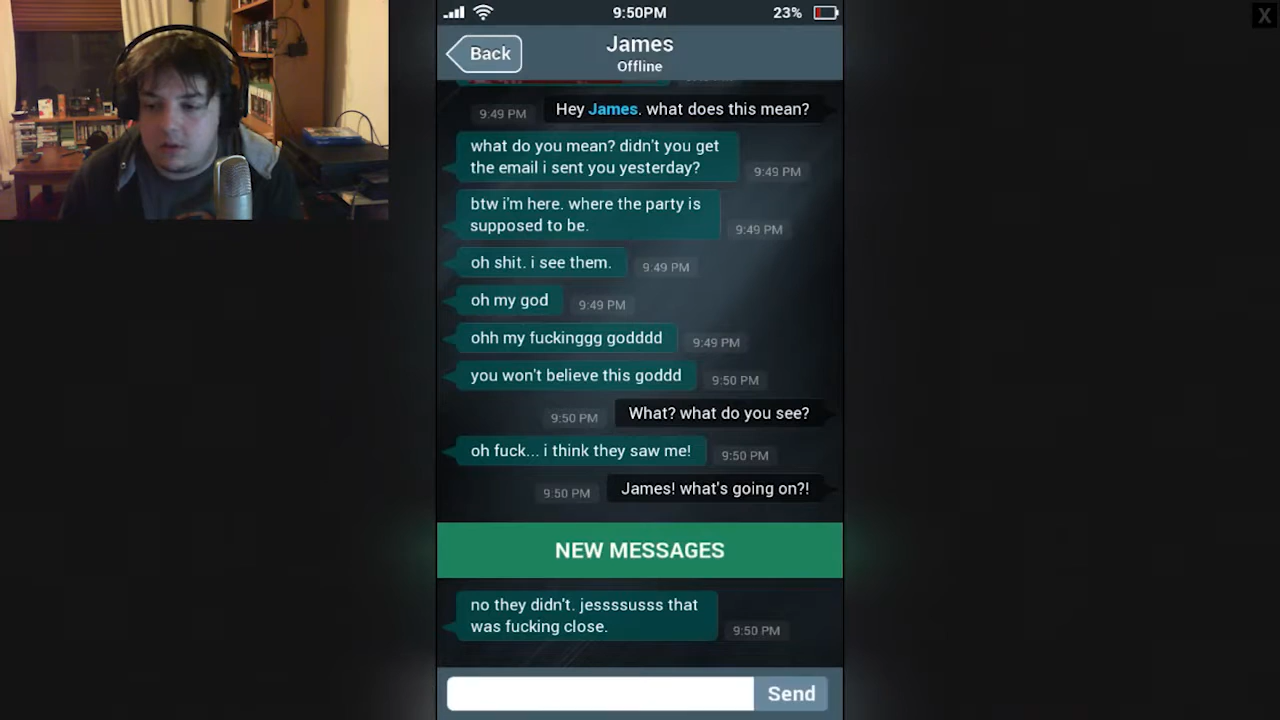 9:50PM
23%
X
Back
James
Offline
Hey James. what does this mean?
9:49 PM
what do you mean? didn't you get
the email i sent you yesterday?
9:49 PM
btw i'm here. where the party is
supposed to be.
9:49 PM
oh shit. i see them.
9:49 PM
oh my god
9:49 PM
ohh my fuckinggg godddd
9:49 PM
you won't believe this goddd
9:50 PM
What? what do you see?
9:50 PM
oh fuck... i think they saw me!
9:50 PM
James! what's going on?!
9:50 PM
NEW MESSAGES
no they didn't. jessssusss that
was fucking close.
9:50 PM
Send